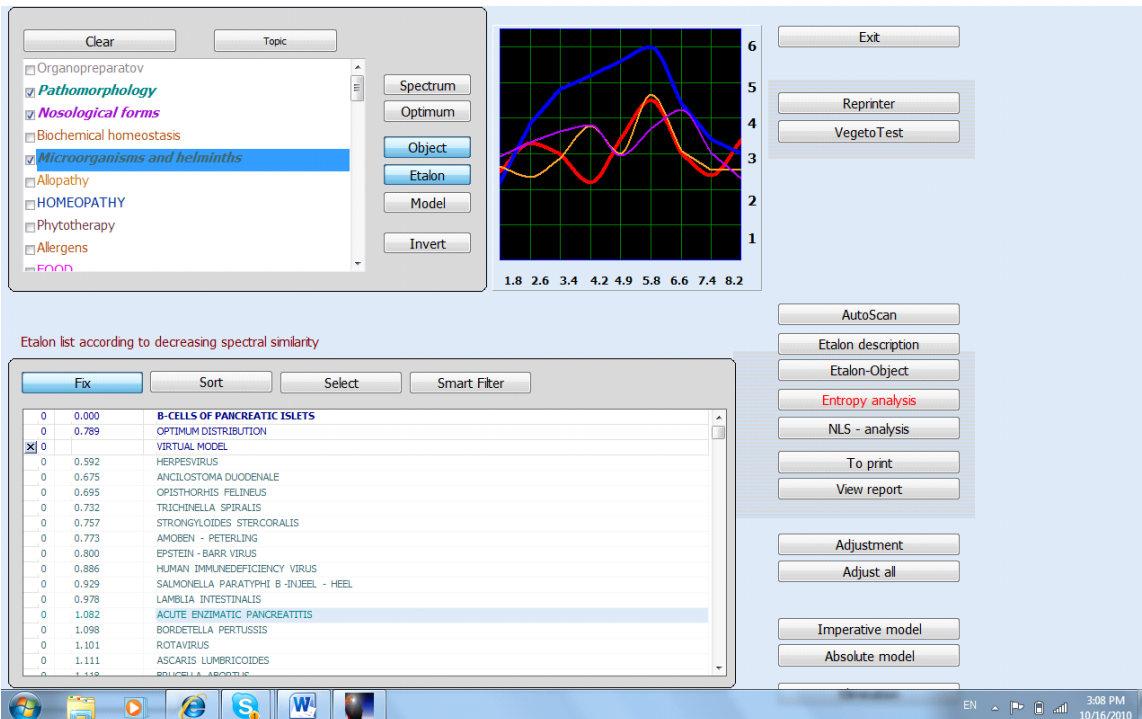 Clear Topic
Organopreparatov
Pathomorphology
Nosological forms
Biochemical homeostasis
Microorganisms and helminths
Allopathy
HOMEOPATHY
Phytotherapy
Allergens
FOOD
Spectrum
Optimum
Object
Etalon
Model
Invert
6
5
4
3
2
1
1.8 2.6 3.4 4.2 4.9 5.8 6.6 7.4 8.2
Exit
Reprinter
VegetoTest
AutoScan
Etalon description
Etalon-Object
Entropy analysis
NLS - analysis
To print
View report
Adjustment
Adjust all
Imperative model
Absolute model
Etalon list according to decreasing spectral similarity
Fix Sort Select Smart Filter
0 0.000 B-CELLS OF PANCREATIC ISLETS
0 0.789 OPTIMUM DISTRIBUTION
0 VIRTUAL MODEL
0 0.592 HERPESVIRUS
0 0.675 ANCILOSTOMA DUODENALE
0 0.695 OPISTHORHIS FELINEUS
0 0.732 TRICHINELLA SPIRALIS
0 0.757 STRONGYLOIDES STERCORALIS
0 0.773 AMOBEN - PETERLING
0 0.800 EPSTEIN - BARR VIRUS
0 0.886 HUMAN IMMUNEDEFICIENCY VIRUS
0 0.929 SALMONELLA PARATYPHI B -INJEEL - HEEL
0 0.978 LAMBLIA INTESTINALIS
0 1.082 ACUTE ENZIMATIC PANCREATITIS
0 1.098 BORDETELLA PERTUSSIS
0 1.101 ROTAVIRUS
0 1.111 ASCARIS LUMBRICOIDES
0 1.118 BRUCELLA ABORTUS
EN 3:08 PM
10/16/2010